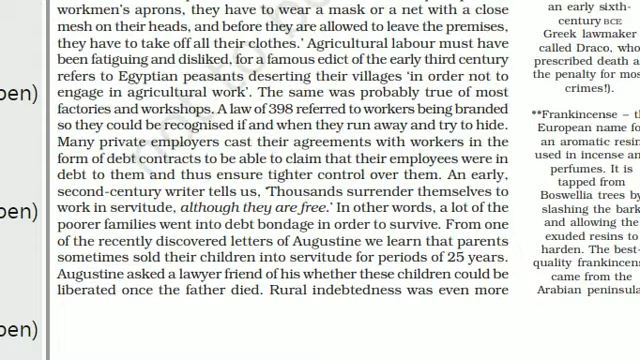 workmen's aprons, they have to wear a mask or a net with a close
mesh on their heads, and before they are allowed to leave the premises,
they have to take off all their clothes.' Agricultural labour must have
been fatiguing and disliked, for a famous edict of the early third century
refers to Egyptian peasants deserting their villages 'in order not to
engage in agricultural work'. The same was probably true of most
factories and workshops. A law of 398 referred to workers being branded
so they could be recognised if and when they run away and try to hide.
Many private employers cast their agreements with workers in the
form of debt contracts to be able to claim that their employees were in
debt to them and thus ensure tighter control over them. An early,
second-century writer tells us, 'Thousands surrender themselves to
work in servitude, although they are free.' In other words, a lot of the
poorer families went into debt bondage in order to survive. From one
of the recently discovered letters of Augustine we learn that parents
sometimes sold their children into servitude for periods of 25 years.
Augustine asked a lawyer friend of his whether these children could be
liberated once the father died. Rural indebtedness was even more
an early sixth-
century BCE
Greek lawmaker
called Draco, who
prescribed death a
the penalty for mos
crimes!).
**Frankincense – th
European name fo
an aromatic resin
used in incense an
perfumes. It is
tapped from
Boswellia trees by
slashing the bark
and allowing the
exuded resins to
harden. The best-
quality frankincens
came from the
Arabian peninsula
pen)
pen)
pen)